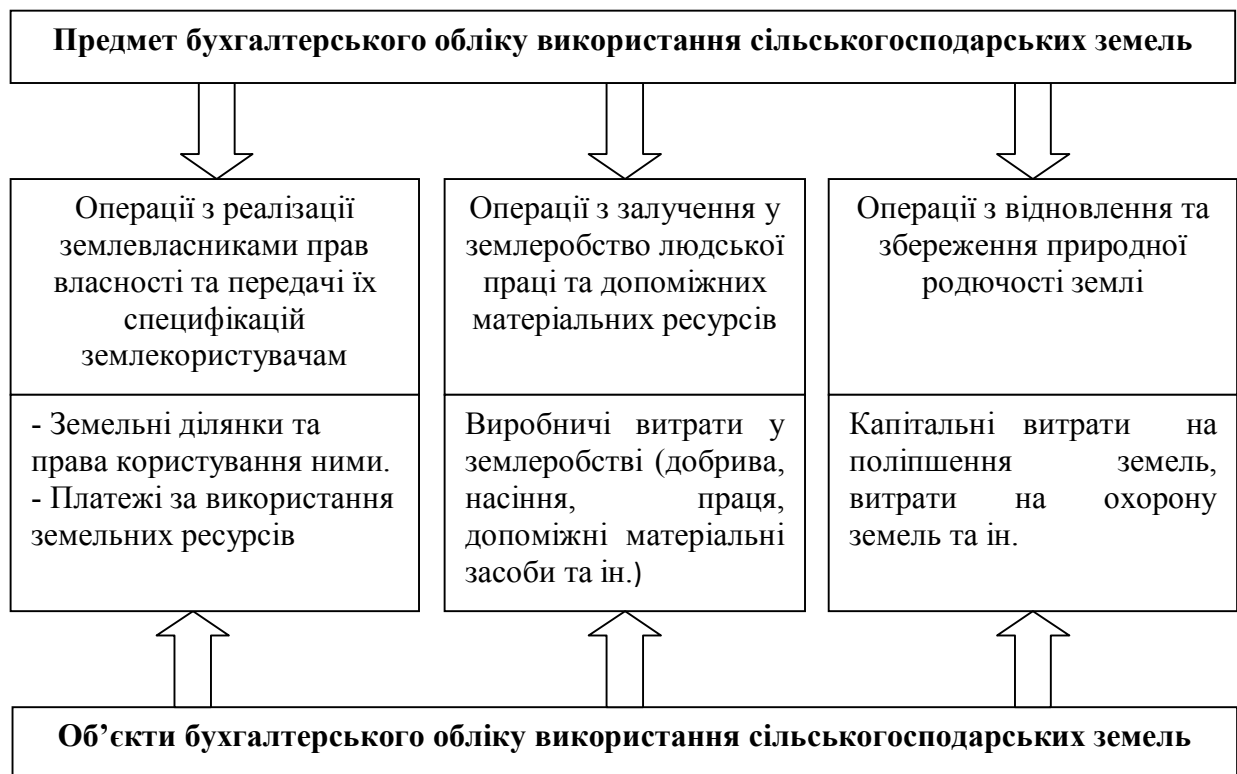 Предмет бухгалтерського обліку використання сільськогосподарських земель
Операції з реалізації
землевласниками прав
власності та передачі їх
специфікацій
землекористувачам
- Земельні ділянки та
права користування ними.
- Платежі за використання
земельних ресурсів
Операції з залучення у
землеробство людської
праці та допоміжних
матеріальних ресурсів
Виробничі витрати у
землеробстві (добрива,
насіння, праця,
допоміжні матеріальні
засоби та ін.)
Операції з відновлення та
збереження природної
родючості землі
Капітальні витрати на
поліпшення земель,
витрати на охорону
земель та ін.
Об’єкти бухгалтерського обліку використання сільськогосподарських земель